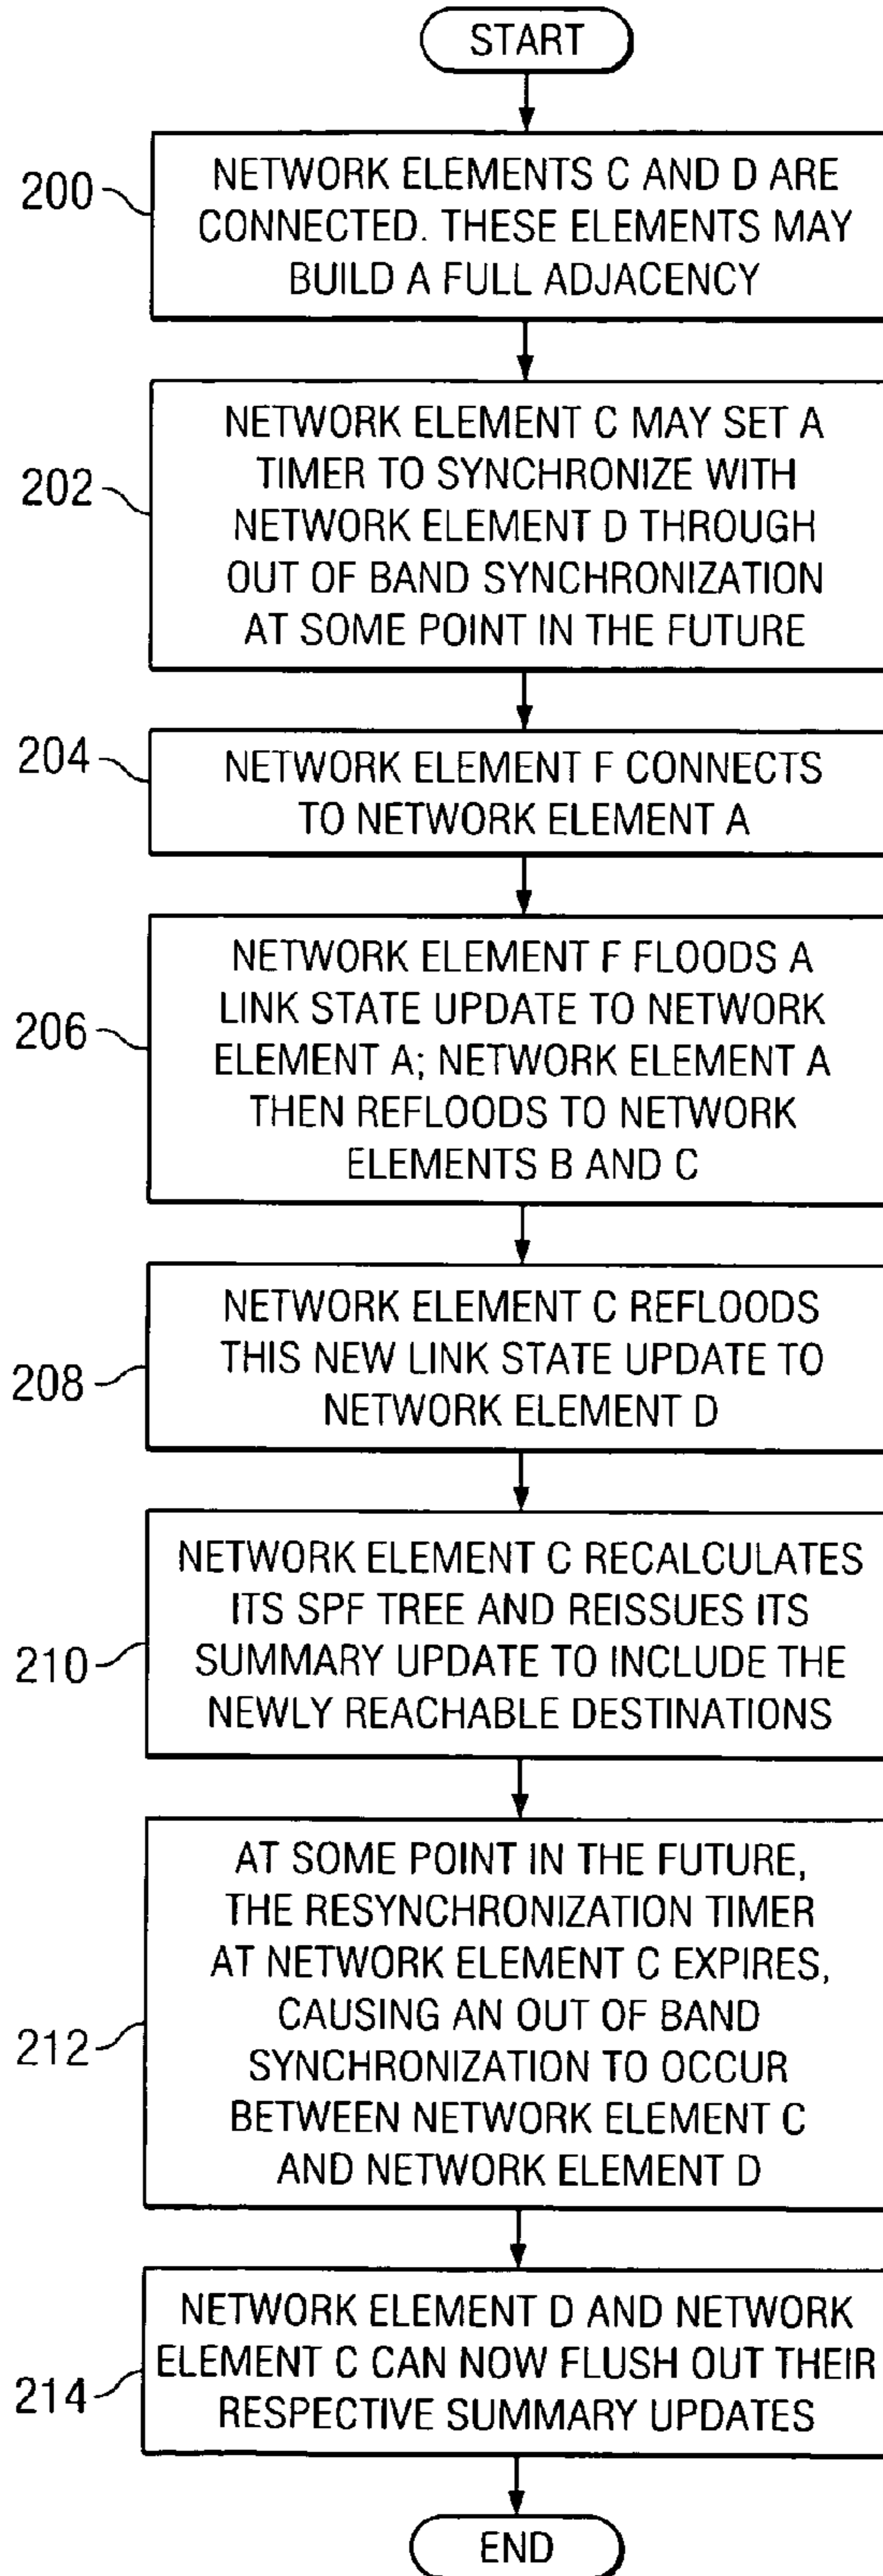 START
200
NETWORK ELEMENTS C AND D ARE
CONNECTED. THESE ELEMENTS MAY
BUILD A FULL ADJACENCY
202
NETWORK ELEMENT C MAY SET A
TIMER TO SYNCHRONIZE WITH
NETWORK ELEMENT D THROUGH
OUT OF BAND SYNCHRONIZATION
AT SOME POINT IN THE FUTURE
204
NETWORK ELEMENT F CONNECTS
TO NETWORK ELEMENT A
206
NETWORK ELEMENT F FLOODS A
LINK STATE UPDATE TO NETWORK
ELEMENT A; NETWORK ELEMENT A
THEN REFLOODS TO NETWORK
ELEMENTS B AND C
208
NETWORK ELEMENT C REFLOODS
THIS NEW LINK STATE UPDATE TO
NETWORK ELEMENT D
210
NETWORK ELEMENT C RECALCULATES
ITS SPF TREE AND REISSUES ITS
SUMMARY UPDATE TO INCLUDE THE
NEWLY REACHABLE DESTINATIONS
212
AT SOME POINT IN THE FUTURE,
THE RESYNCHRONIZATION TIMER
AT NETWORK ELEMENT C EXPIRES,
CAUSING AN OUT OF BAND
SYNCHRONIZATION TO OCCUR
BETWEEN NETWORK ELEMENT C
AND NETWORK ELEMENT D
214
NETWORK ELEMENT D AND NETWORK
ELEMENT C CAN NOW FLUSH OUT THEIR
RESPECTIVE SUMMARY UPDATES
END